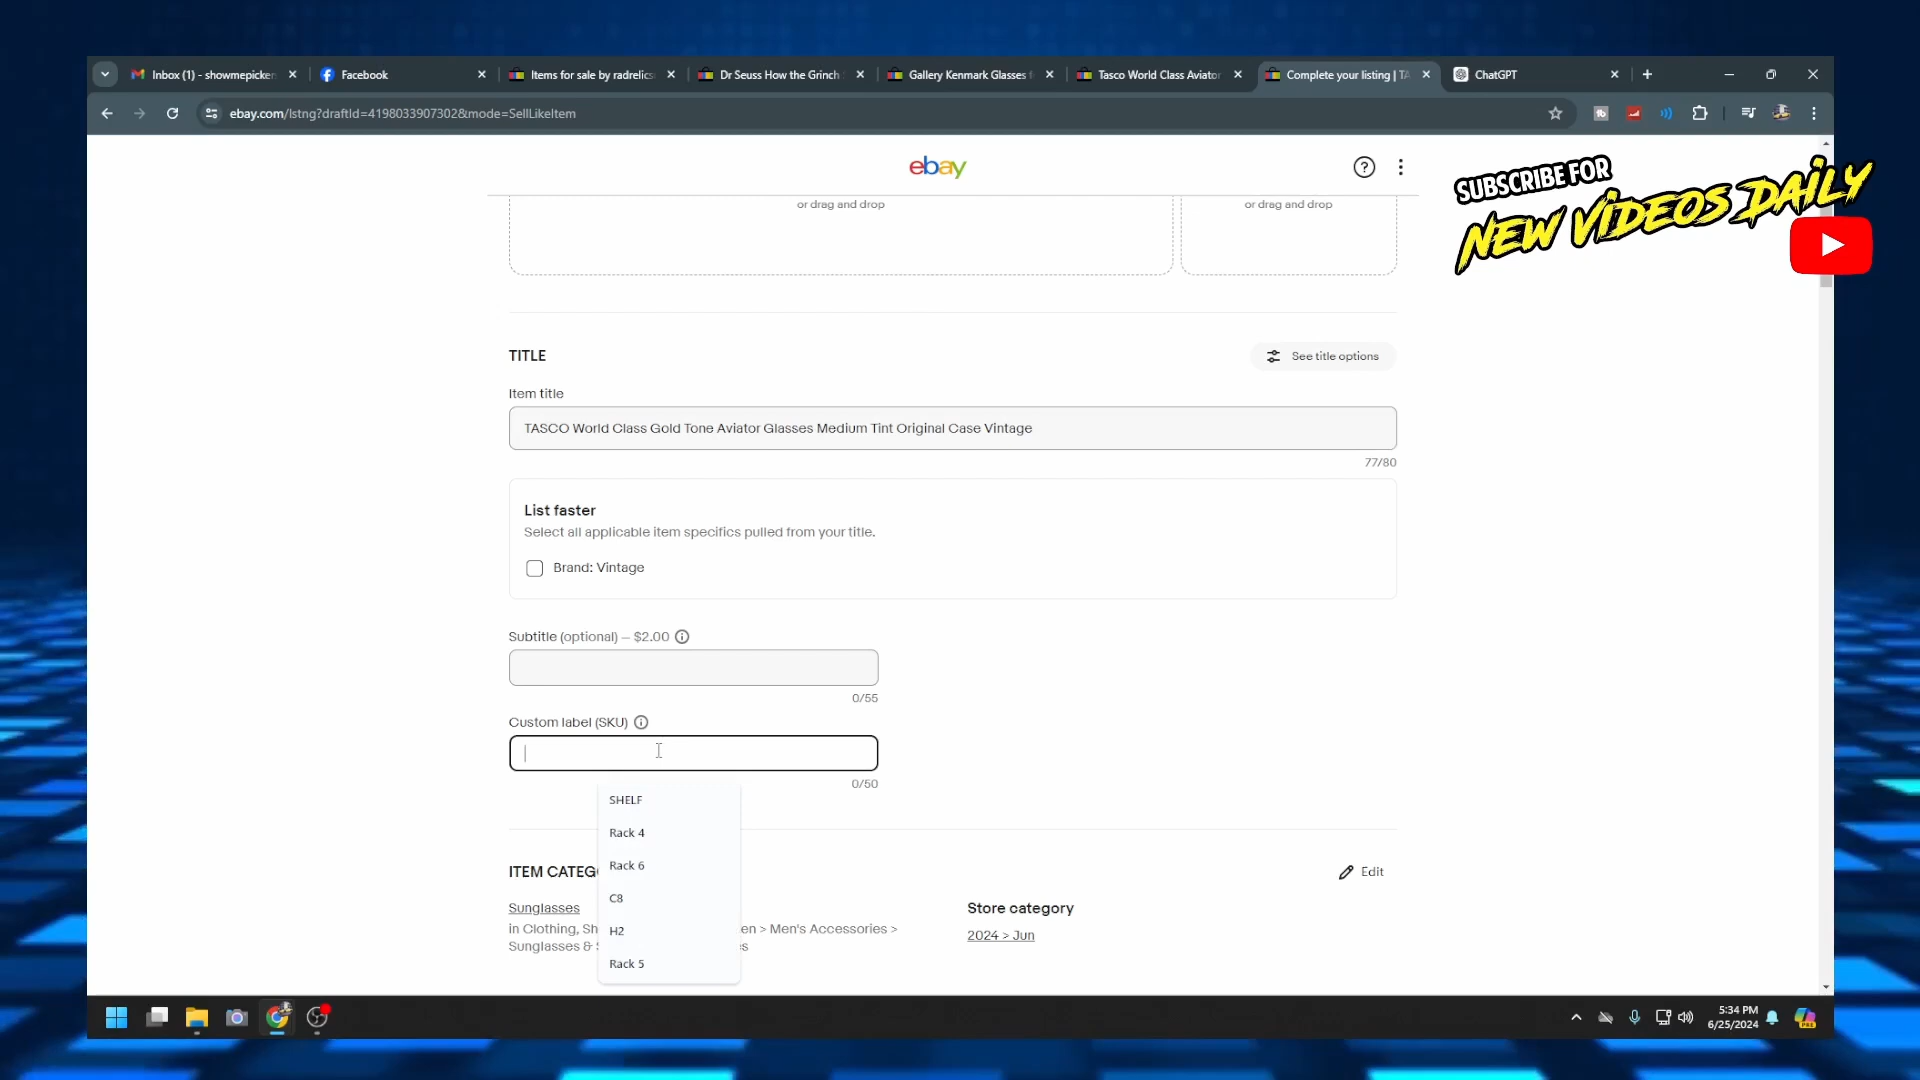 Inbox (1) - showmepicker
Facebook
Items for sale by radrelics
Dr Seuss How the Grinch
Gallery Kenmark Glasses f
Tasco World Class Aviator
Complete your listing | TA
ChatGPT
ebay.com/lstng?draftId=4198033907302&mode=SellLikeItem
ebay
SUBSCRIBE FOR
NEW VIDEOS DAILY
or drag and drop
or drag and drop
TITLE
See title options
Item title
TASCO World Class Gold Tone Aviator Glasses Medium Tint Original Case Vintage
77/80
List faster
Select all applicable item specifics pulled from your title.
Brand: Vintage
Subtitle (optional) – $2.00
0/55
Custom label (SKU)
0/50
SHELF
Rack 4
Rack 6
C8
H2
Rack 5
ITEM CATEG
Edit
Sunglasses
in Clothing, Sh
en > Men's Accessories >
Sunglasses & S
es
Store category
2024 > Jun
5:34 PM
6/25/2024
PRE